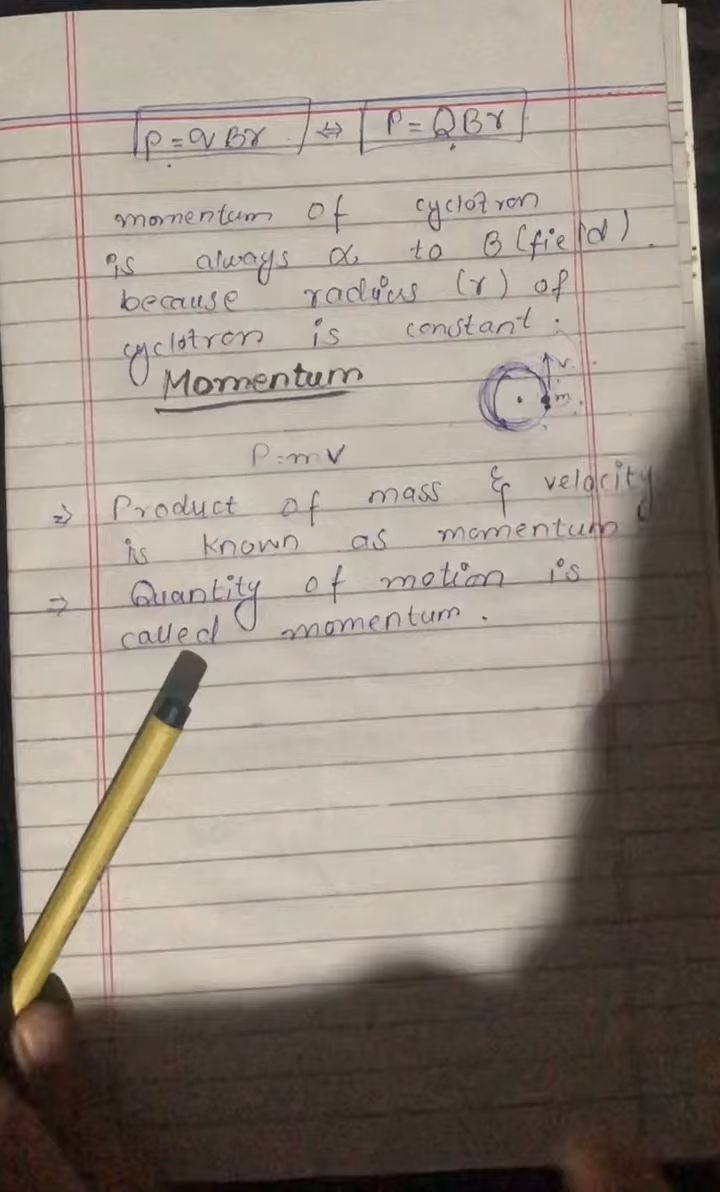 P = qBr ⇔ P = QBr
momentum of cyclotron
is always ∝ to B (field).
because radius (r) of
cyclotron is constant.
Momentum
v
m
P = mv
⇒ Product of mass & velocity
is known as momentum
⇒ Quantity of motion is
called momentum.